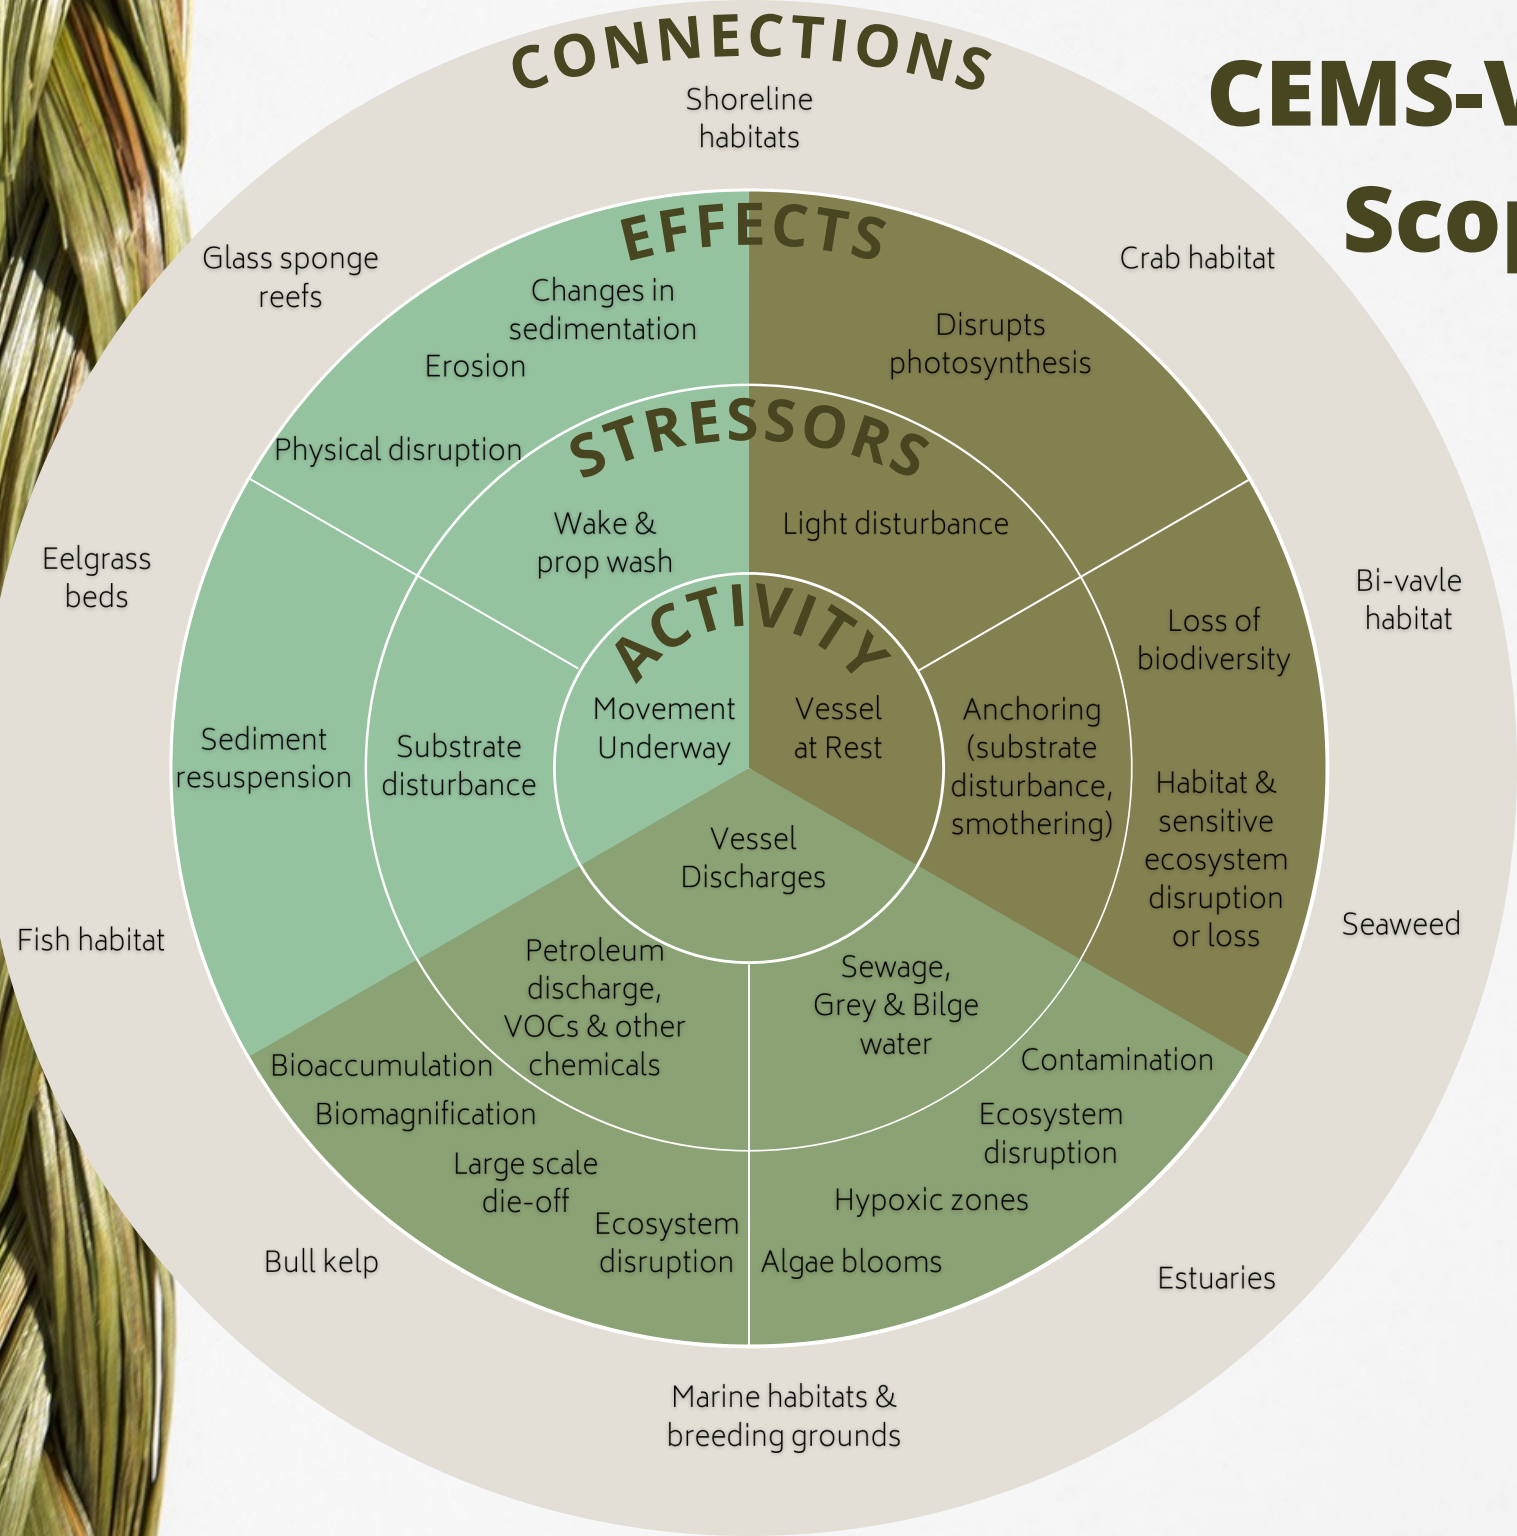 CONNECTIONS
Shoreline
habitats
CEMS-V
Scop
Glass sponge
reefs
Crab habitat
Eelgrass
beds
Bi-vavle
habitat
Fish habitat
Seaweed
Bull kelp
Estuaries
Marine habitats &
breeding grounds
EFFECTS
Changes in
sedimentation
Erosion
Physical disruption
Disrupts
photosynthesis
Sediment
resuspension
Loss of
biodiversity
Habitat &
sensitive
ecosystem
disruption
or loss
Bioaccumulation
Biomagnification
Large scale
die-off
Ecosystem
disruption
Contamination
Ecosystem
disruption
Hypoxic zones
Algae blooms
STRESSORS
Wake &
prop wash
Light disturbance
Substrate
disturbance
Anchoring
(substrate
disturbance,
smothering)
Petroleum
discharge,
VOCs & other
chemicals
Sewage,
Grey & Bilge
water
ACTIVITY
Movement
Underway
Vessel
at Rest
Vessel
Discharges